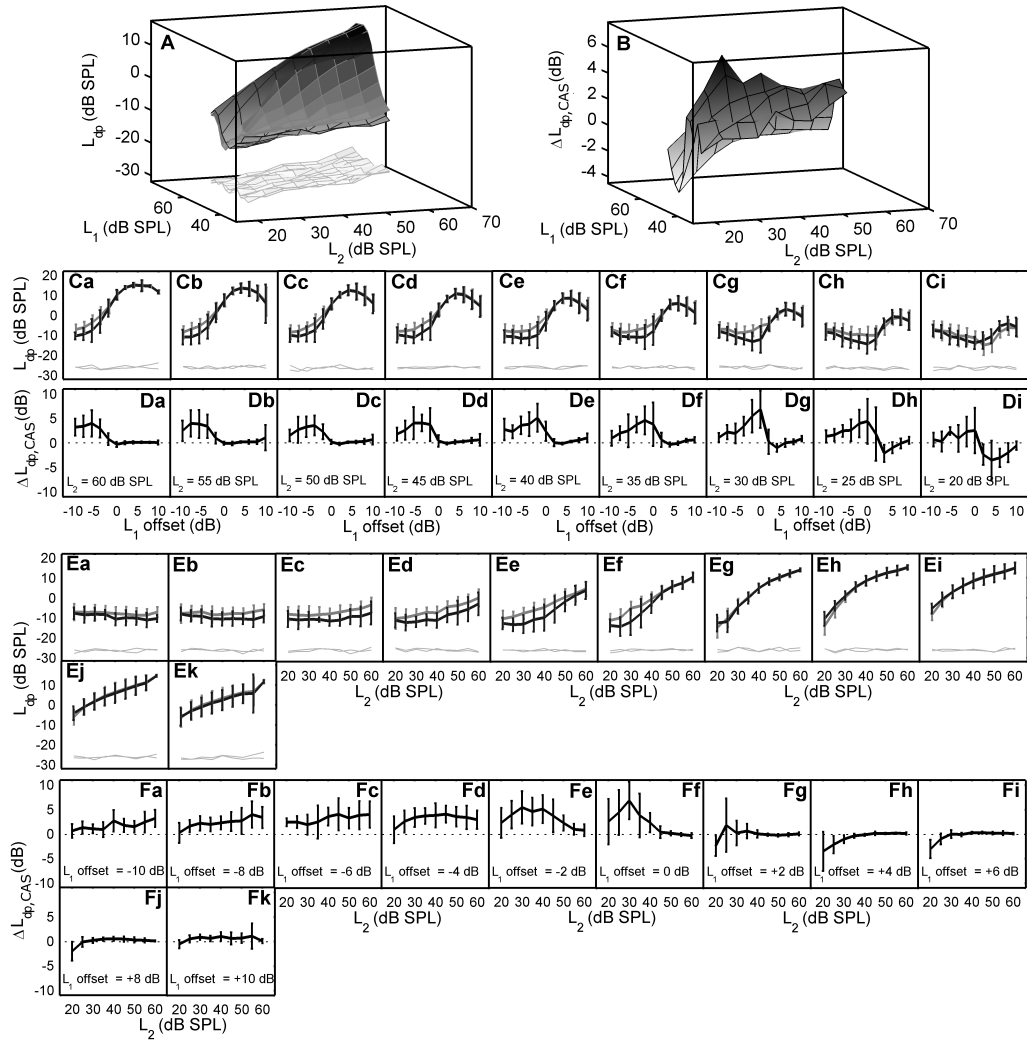 A
B
10
0
-10
-20
-30
L_dp (dB SPL)
60
40
L_1 (dB SPL)
20
30
40
50
60
70
L_2 (dB SPL)
6
4
2
0
-2
-4
Δ L_dp,CAS (dB)
60
40
L_1 (dB SPL)
20
30
40
50
60
70
L_2 (dB SPL)
Ca Cb Cc Cd Ce Cf Cg Ch Ci
20
10
0
-10
-20
-30
L_dp (dB SPL)
Da Db Dc Dd De Df Dg Dh Di
10
5
0
-5
-10
Δ L_dp,CAS (dB)
L_2 = 60 dB SPL L_2 = 55 dB SPL L_2 = 50 dB SPL L_2 = 45 dB SPL L_2 = 40 dB SPL L_2 = 35 dB SPL L_2 = 30 dB SPL L_2 = 25 dB SPL L_2 = 20 dB SPL
-10 -5 0 5 10 -10 -5 0 5 10 -10 -5 0 5 10 -10 -5 0 5 10 -10 -5 0 5 10 -10 -5 0 5 10 -10 -5 0 5 10 -10 -5 0 5 10 -10 -5 0 5 10
L_1 offset (dB) L_1 offset (dB) L_1 offset (dB) L_1 offset (dB) L_1 offset (dB)
Ea Eb Ec Ed Ee Ef Eg Eh Ei
20
10
0
-10
-20
-30
L_dp (dB SPL)
Ej Ek
10
0
-10
-20
-30
20 30 40 50 60 20 30 40 50 60 20 30 40 50 60 20 30 40 50 60 20 30 40 50 60 20 30 40 50 60 20 30 40 50 60
L_2 (dB SPL) L_2 (dB SPL) L_2 (dB SPL) L_2 (dB SPL)
Fa Fb Fc Fd Fe Ff Fg Fh Fi
10
5
0
-5
-10
Δ L_dp,CAS (dB)
L_1 offset = -10 dB L_1 offset = -8 dB L_1 offset = -6 dB L_1 offset = -4 dB L_1 offset = -2 dB L_1 offset = 0 dB L_1 offset = +2 dB L_1 offset = +4 dB L_1 offset = +6 dB
Fj Fk
5
0
-5
-10
20 30 40 50 60 20 30 40 50 60 20 30 40 50 60 20 30 40 50 60 20 30 40 50 60 20 30 40 50 60 20 30 40 50 60
L_2 (dB SPL) L_2 (dB SPL) L_2 (dB SPL) L_2 (dB SPL)
L_1 offset = +8 dB L_1 offset = +10 dB
20 30 40 50 60 20 30 40 50 60
L_2 (dB SPL)